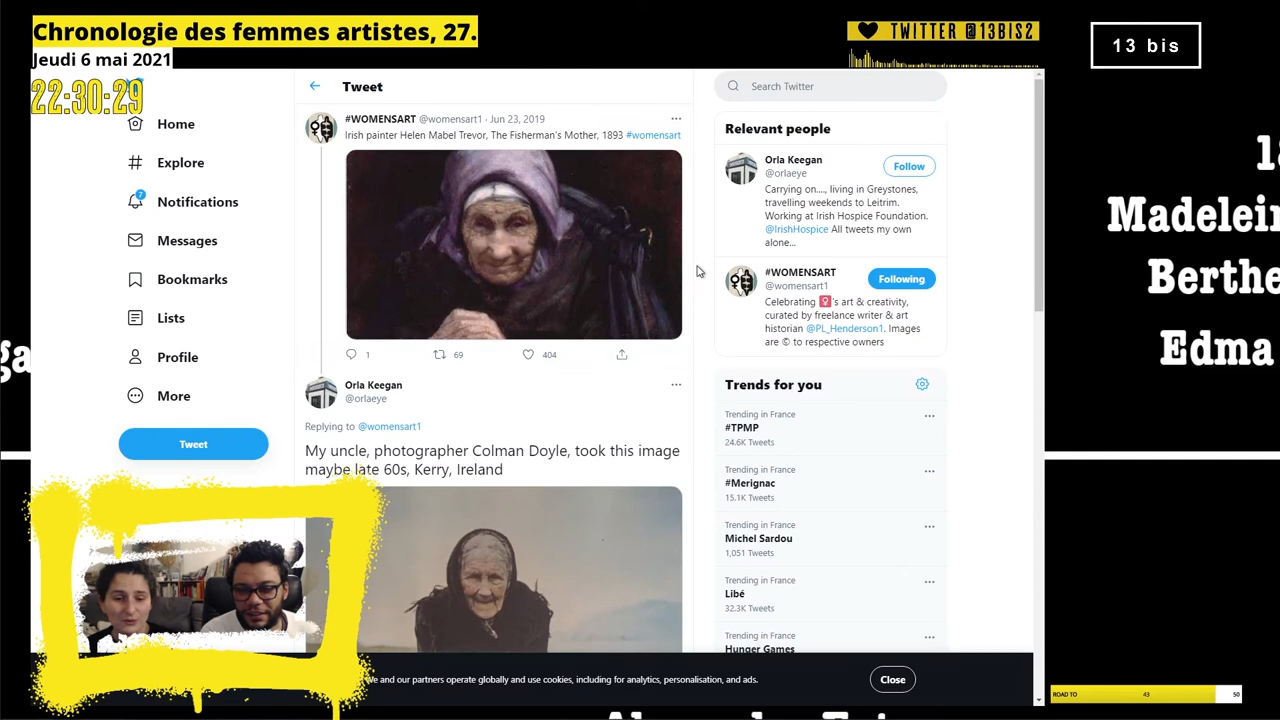 Chronologie des femmes artistes, 27.
Jeudi 6 mai 2021
22:30:29
TWITTER @13BIS2
13 bis
Tweet
Search Twitter
Home
Explore
7
Notifications
Messages
Bookmarks
Lists
Profile
More
Tweet
#WOMENSART @womensart1 · Jun 23, 2019
Irish painter Helen Mabel Trevor, The Fisherman's Mother, 1893 #womensart
1 69 404
Orla Keegan
@orlaeye
Replying to @womensart1
My uncle, photographer Colman Doyle, took this image
maybe late 60s, Kerry, Ireland
Relevant people
Orla Keegan
@orlaeye
Follow
Carrying on...., living in Greystones,
travelling weekends to Leitrim.
Working at Irish Hospice Foundation.
@IrishHospice All tweets my own
alone...
#WOMENSART
@womensart1
Following
Celebrating 🚺's art & creativity,
curated by freelance writer & art
historian @PL_Henderson1. Images
are © to respective owners
Trends for you
Trending in France
#TPMP
24.6K Tweets
Trending in France
#Merignac
15.1K Tweets
Trending in France
Michel Sardou
1,051 Tweets
Trending in France
Libé
32.3K Tweets
Trending in France
Hunger Games
We and our partners operate globally and use cookies, including for analytics, personalisation, and ads.
Close
Madelein
Berthe
Edma
ga
ROAD TO 43 50